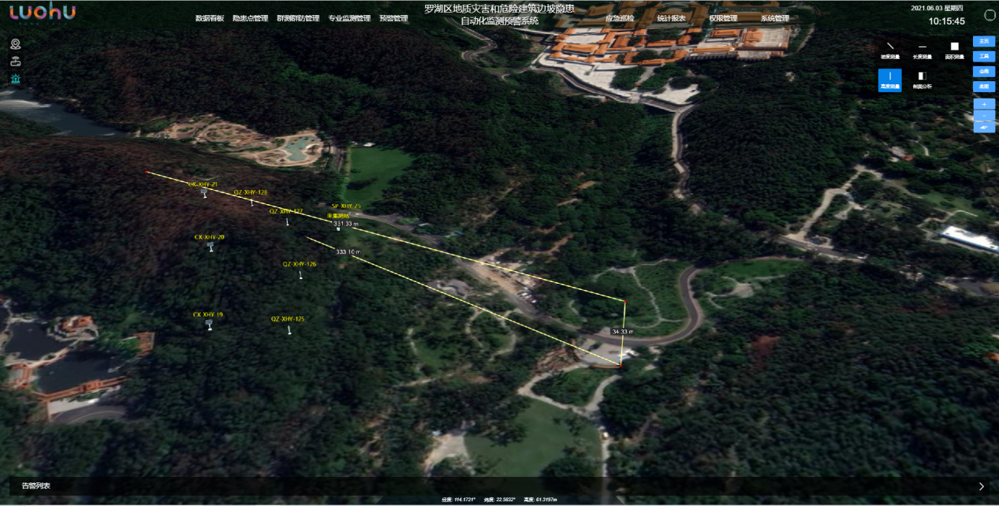 LUOHU
数据看板 隐患点管理 群测群防管理 专业监测管理 预警管理
罗湖区地质灾害和危险建筑边坡隐患
自动化监测预警系统
应急巡检 统计报表 权限管理 系统管理
2021.06.03 星期四
10:15:45
坡度测量 长度测量 面积测量
高度测量 剖面分析
主页
工具
底图
+
-
CX-XHY-21
QZ-XHY-128
QZ-XHY-127
SP-XHY-25
采集基站
331.33 m
CX-XHY-20
333.10 m
QZ-XHY-126
CX-XHY-19
QZ-XHY-125
34.33 m
告警列表
经度: 114.1721° 纬度: 22.5832° 高度: 61.3197m